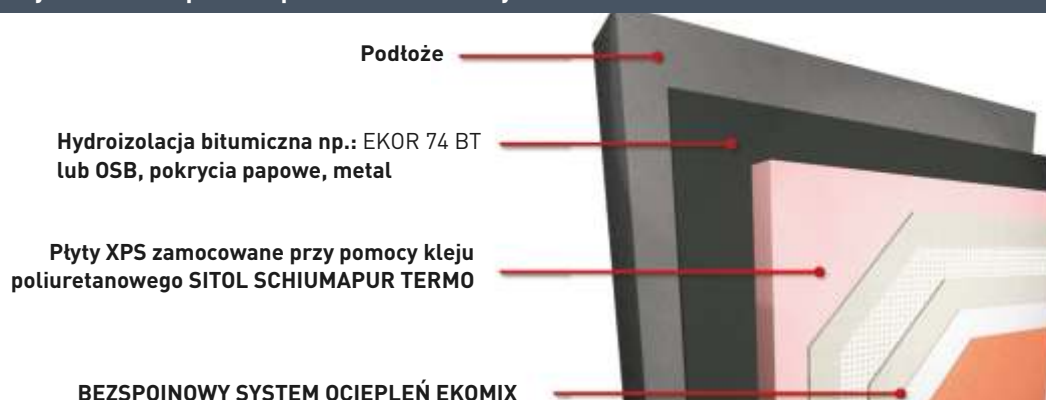 Podłoże
Hydroizolacja bitumiczna np.: EKOR 74 BT
lub OSB, pokrycia papowe, metal
Płyty XPS zamocowane przy pomocy kleju
poliuretanowego SITOL SCHIUMAPUR TERMO
BEZSPOINOWY SYSTEM OCIEPLEŃ EKOMIX